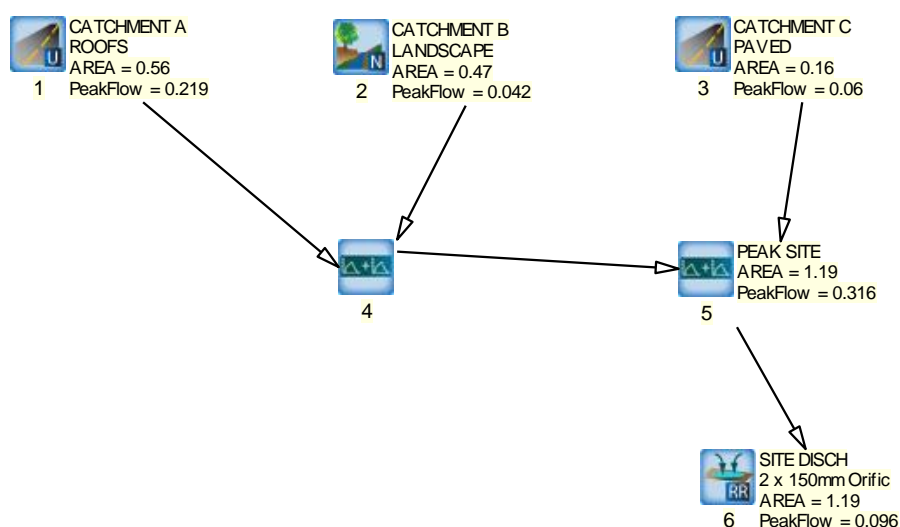 CATCHMENT A
ROOFS
AREA = 0.56
PeakFlow = 0.219
U
1
CATCHMENT B
LANDSCAPE
AREA = 0.47
PeakFlow = 0.042
N
2
CATCHMENT C
PAVED
AREA = 0.16
PeakFlow = 0.06
U
3
4
PEAK SITE
AREA = 1.19
PeakFlow = 0.316
5
SITE DISCH
2 x 150mm Orific
AREA = 1.19
PeakFlow = 0.096
RR
6